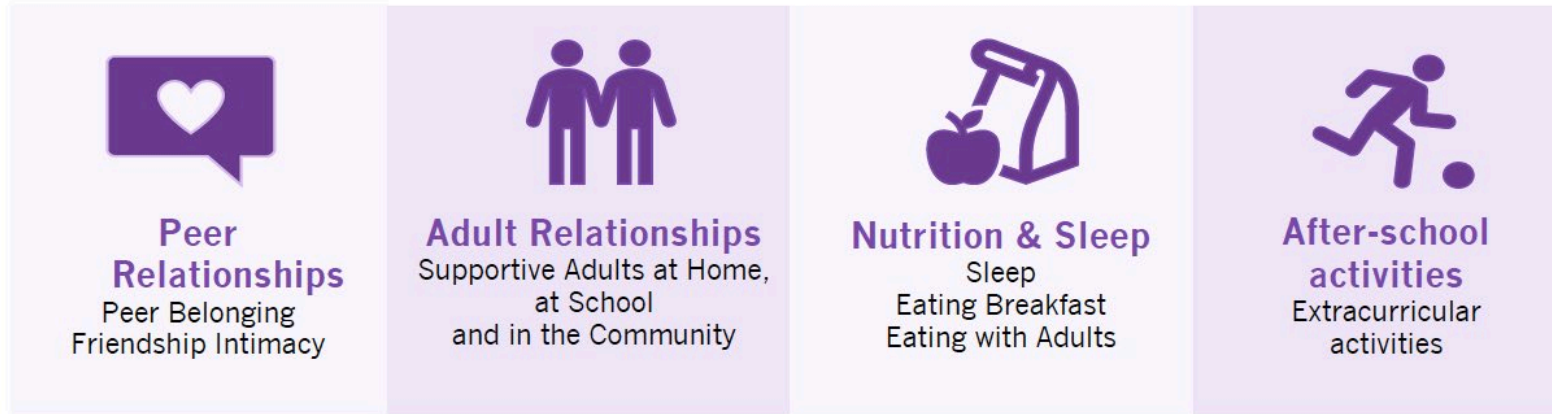 Peer
Relationships
Peer Belonging
Friendship Intimacy
Adult Relationships
Supportive Adults at Home,
at School
and in the Community
Nutrition & Sleep
Sleep
Eating Breakfast
Eating with Adults
After-school
activities
Extracurricular
activities